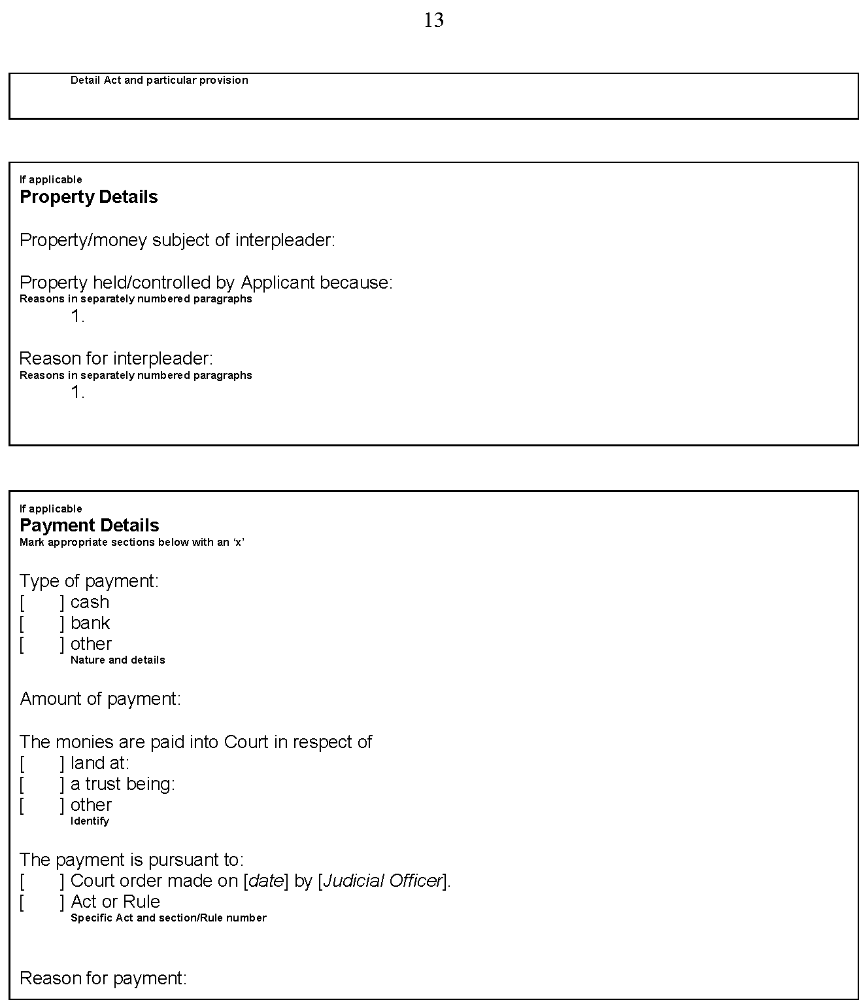 13
Detail Act and particular provision
If applicable
Property Details
Property/money subject of interpleader:
Property held/controlled by Applicant because:
Reasons in separately numbered paragraphs
1.
Reason for interpleader:
Reasons in separately numbered paragraphs
1.
If applicable
Payment Details
Mark appropriate sections below with an ‘x’
Type of payment:
[ ] cash
[ ] bank
[ ] other
Nature and details
Amount of payment:
The monies are paid into Court in respect of
[ ] land at:
[ ] a trust being:
[ ] other
Identify
The payment is pursuant to:
[ ] Court order made on [date] by [Judicial Officer].
[ ] Act or Rule
Specific Act and section/Rule number
Reason for payment: